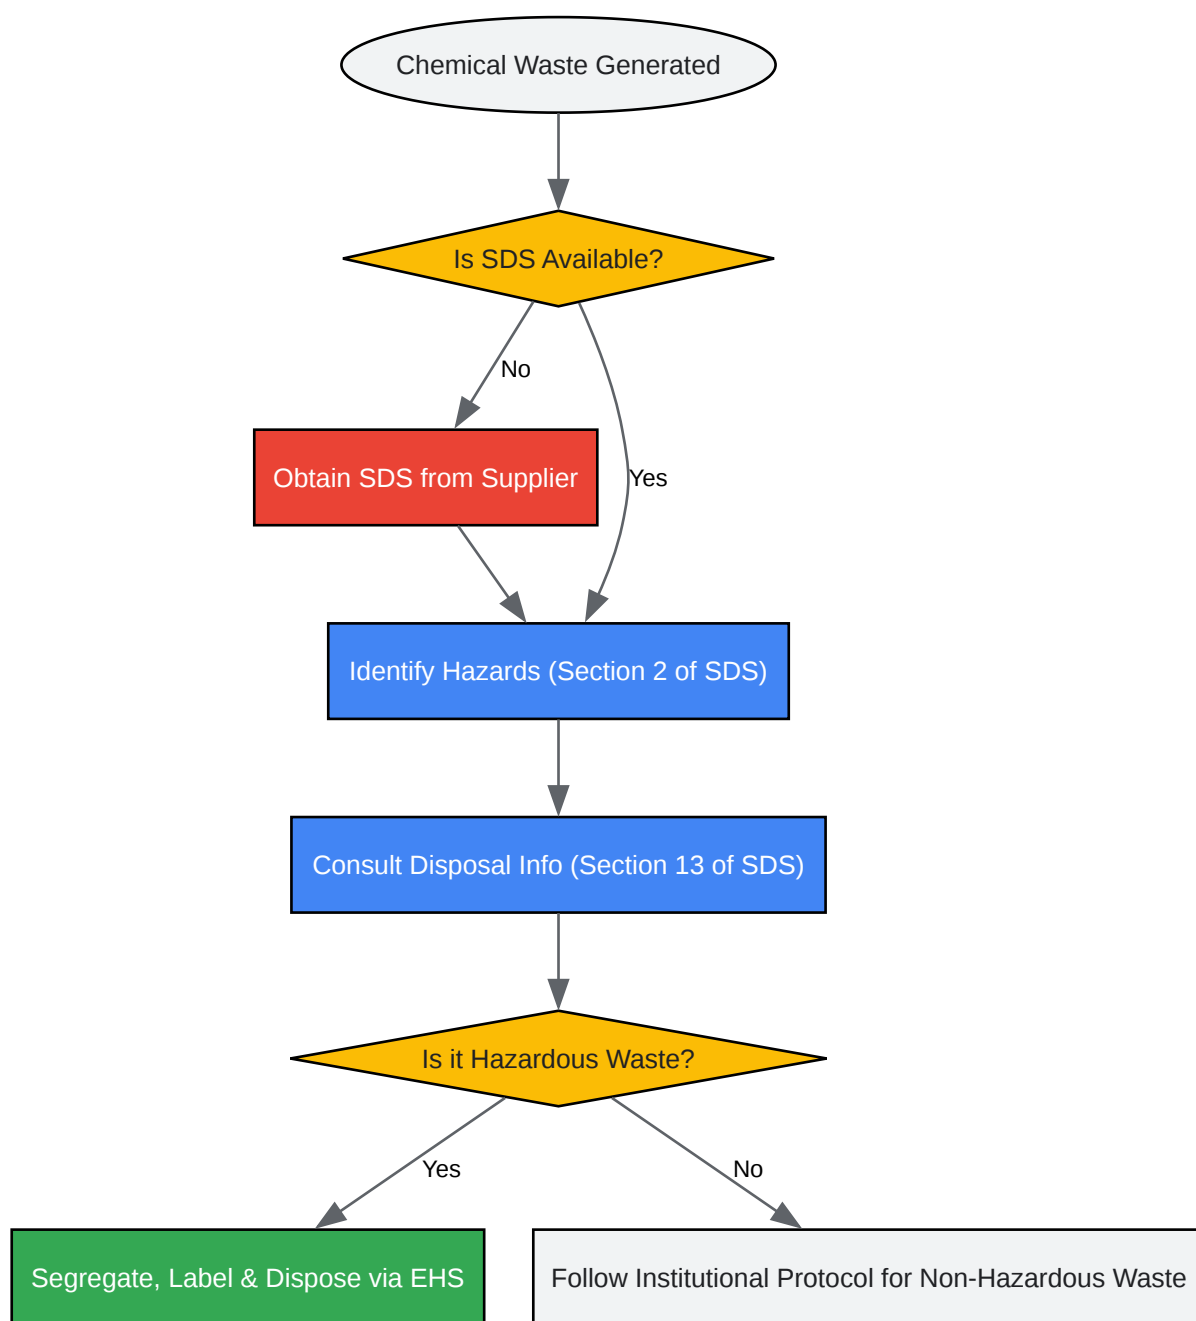 Chemical Waste Generated
Is SDS Available?
No
Obtain SDS from Supplier
Yes
Identify Hazards (Section 2 of SDS)
Consult Disposal Info (Section 13 of SDS)
Is it Hazardous Waste?
Yes
No
Segregate, Label & Dispose via EHS
Follow Institutional Protocol for Non-Hazardous Waste